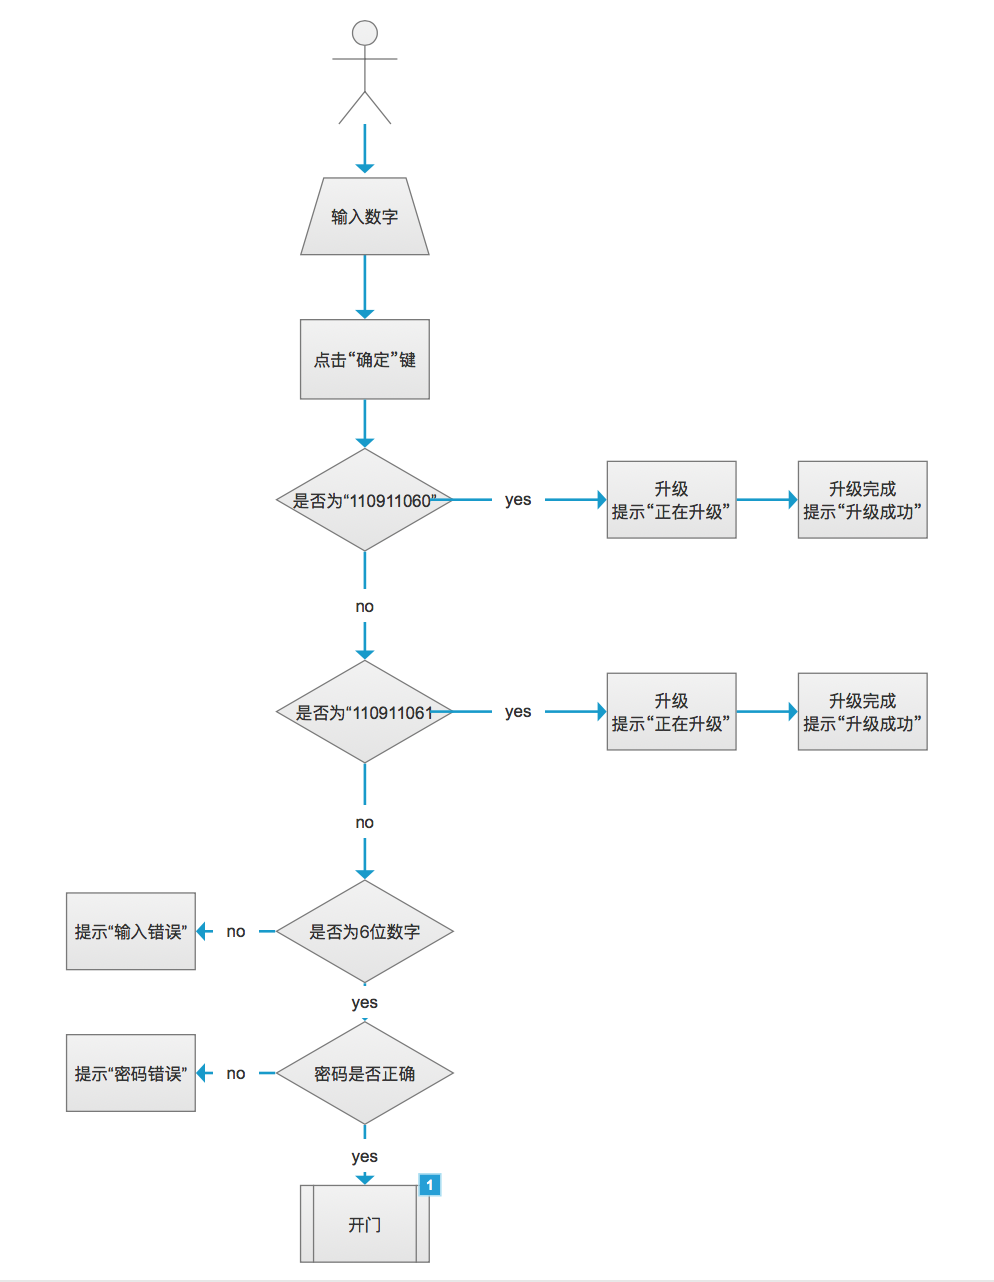 输入数字
点击“确定”键
是否为“110911060”
yes
升级
提示“正在升级”
升级完成
提示“升级成功”
no
是否为“110911061
yes
升级
提示“正在升级”
升级完成
提示“升级成功”
no
提示“输入错误”
no
是否为6位数字
yes
提示“密码错误”
no
密码是否正确
yes
1
开门